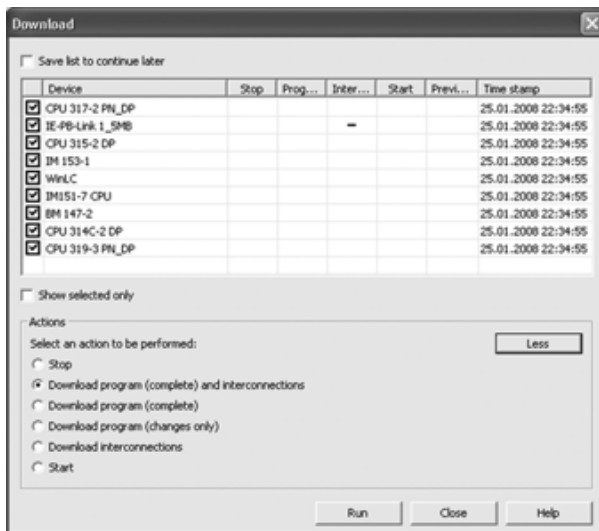 Download
Save list to continue later
Device Stop Prog... Inter... Start Previ... Time stamp
CPU 317-2 PN_DP 25.01.2008 22:34:55
IE-PB-Link 1_SMB – 25.01.2008 22:34:55
CPU 315-2 DP 25.01.2008 22:34:55
IM 153-1 25.01.2008 22:34:55
WinLC 25.01.2008 22:34:55
IM151-7 CPU 25.01.2008 22:34:55
BM 147-2 25.01.2008 22:34:55
CPU 314C-2 DP 25.01.2008 22:34:55
CPU 319-3 PN_DP 25.01.2008 22:34:55
Show selected only
Actions
Select an action to be performed: Less
Stop
Download program (complete) and interconnections
Download program (complete)
Download program (changes only)
Download interconnections
Start
Run Close Help